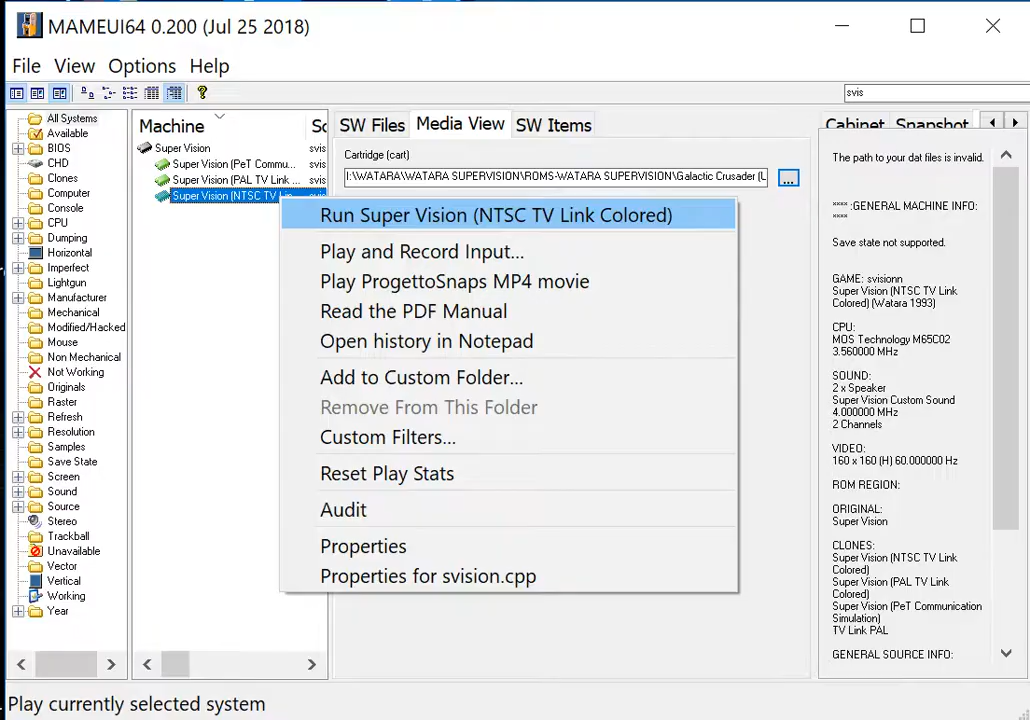 MAMEUI64 0.200 (Jul 25 2018)
File View Options Help
svis
All Systems
Available
BIOS
CHD
Clones
Computer
Console
CPU
Dumping
Horizontal
Imperfect
Lightgun
Manufacturer
Mechanical
Modified/Hacked
Mouse
Non Mechanical
Not Working
Originals
Raster
Refresh
Resolution
Samples
Save State
Screen
Sound
Source
Stereo
Trackball
Unavailable
Vector
Vertical
Working
Year
Machine
Super Vision svis
Super Vision (PeT Commu... svis
Super Vision (PAL TV Link ... svis
Super Vision (NTSC TV Lin
SW Files Media View SW Items
Cartridge (cart)
I:\WATARA\WATARA SUPERVISION\ROMS-WATARA SUPERVISION\Galactic Crusader (U
...
Run Super Vision (NTSC TV Link Colored)
Play and Record Input...
Play ProgettoSnaps MP4 movie
Read the PDF Manual
Open history in Notepad
Add to Custom Folder...
Remove From This Folder
Custom Filters...
Reset Play Stats
Audit
Properties
Properties for svision.cpp
Cabinet Snapshot
The path to your dat files is invalid.
**** :GENERAL MACHINE INFO:
****
Save state not supported.
GAME: svisionn
Super Vision (NTSC TV Link
Colored) (Watara 1993)
CPU:
MOS Technology M65C02
3.560000 MHz
SOUND:
2 x Speaker
Super Vision Custom Sound
4.000000 MHz
2 Channels
VIDEO:
160 x 160 (H) 60.000000 Hz
ROM REGION:
ORIGINAL:
Super Vision
CLONES:
Super Vision (NTSC TV Link
Colored)
Super Vision (PAL TV Link
Colored)
Super Vision (PeT Communication
Simulation)
TV Link PAL
GENERAL SOURCE INFO:
Play currently selected system